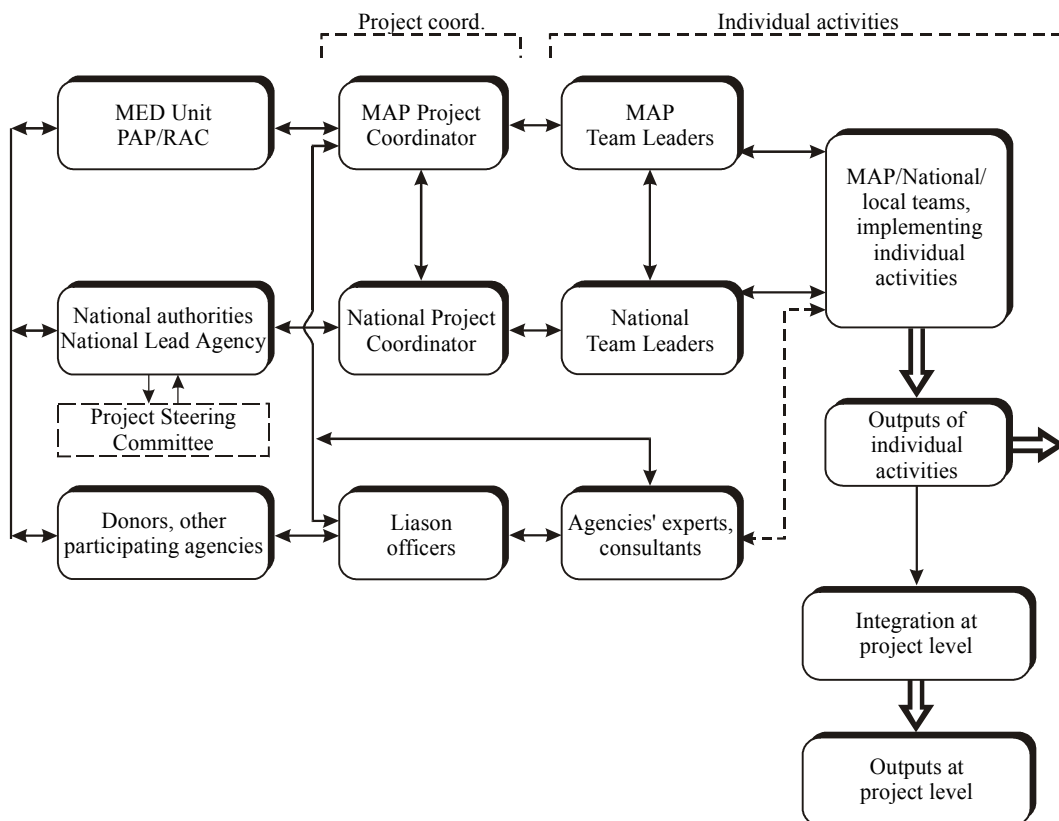 Project coord.
Individual activities
MED Unit
PAP/RAC
MAP Project
Coordinator
MAP
Team Leaders
MAP/National/
local teams,
implementing
individual
activities
National authorities
National Lead Agency
National Project
Coordinator
National
Team Leaders
Project Steering
Committee
Outputs of
individual
activities
Donors, other
participating agencies
Liason
officers
Agencies' experts,
consultants
Integration at
project level
Outputs at
project level